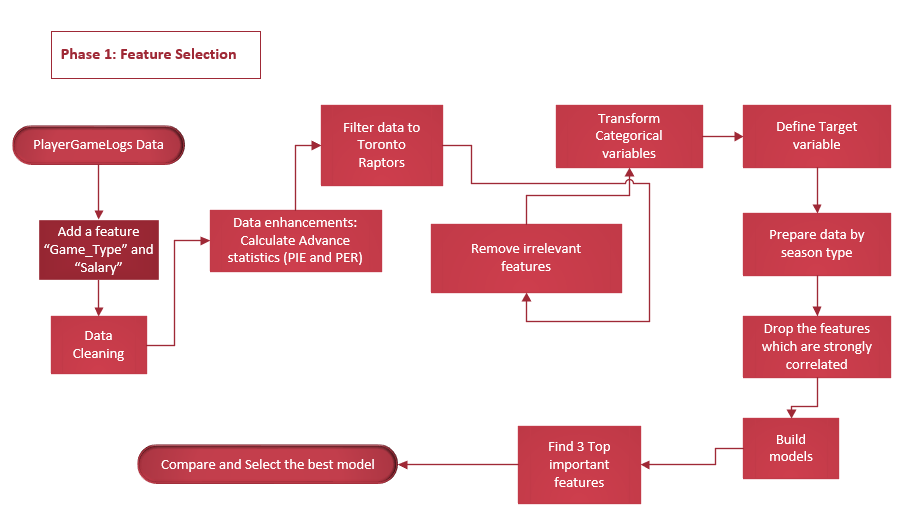 Phase 1: Feature Selection
PlayerGameLogs Data
Add a feature
“Game_Type” and
“Salary”
Data
Cleaning
Data enhancements:
Calculate Advance
statistics (PIE and PER)
Filter data to
Toronto
Raptors
Remove irrelevant
features
Transform
Categorical
variables
Define Target
variable
Prepare data by
season type
Drop the features
which are strongly
correlated
Build
models
Find 3 Top
important
features
Compare and Select the best model